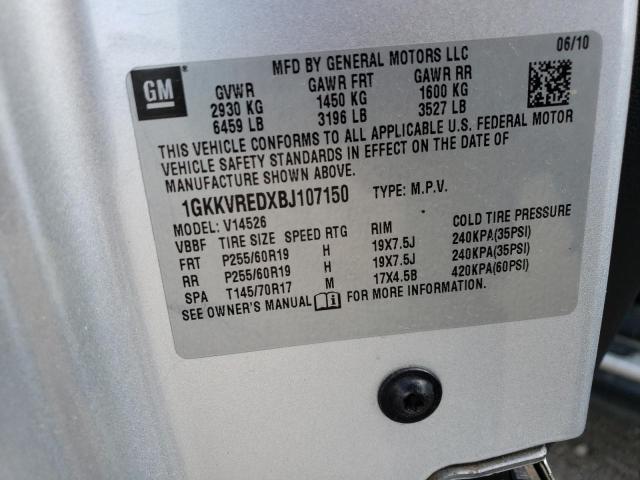 MFD BY GENERAL MOTORS LLC 06/10
GM
GVWR GAWR FRT GAWR RR
2930 KG 1450 KG 1600 KG
6459 LB 3196 LB 3527 LB
THIS VEHICLE CONFORMS TO ALL APPLICABLE U.S. FEDERAL MOTOR
VEHICLE SAFETY STANDARDS IN EFFECT ON THE DATE OF
MANUFACTURE SHOWN ABOVE.
1GKKVREDXBJ107150 TYPE: M.P.V.
MODEL: V14526
VBBF TIRE SIZE SPEED RTG RIM COLD TIRE PRESSURE
FRT P255/60R19 H 19X7.5J 240KPA(35PSI)
RR P255/60R19 H 19X7.5J 240KPA(35PSI)
SPA T145/70R17 M 17X4.5B 420KPA(60PSI)
SEE OWNER'S MANUAL FOR MORE INFORMATION.